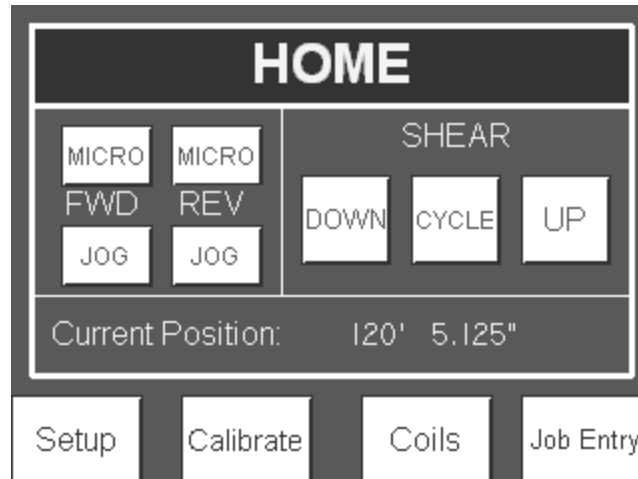 HOME
MICRO MICRO
FWD REV
JOG JOG
SHEAR
DOWN CYCLE UP
Current Position: 120' 5.125"
Setup Calibrate Coils Job Entry